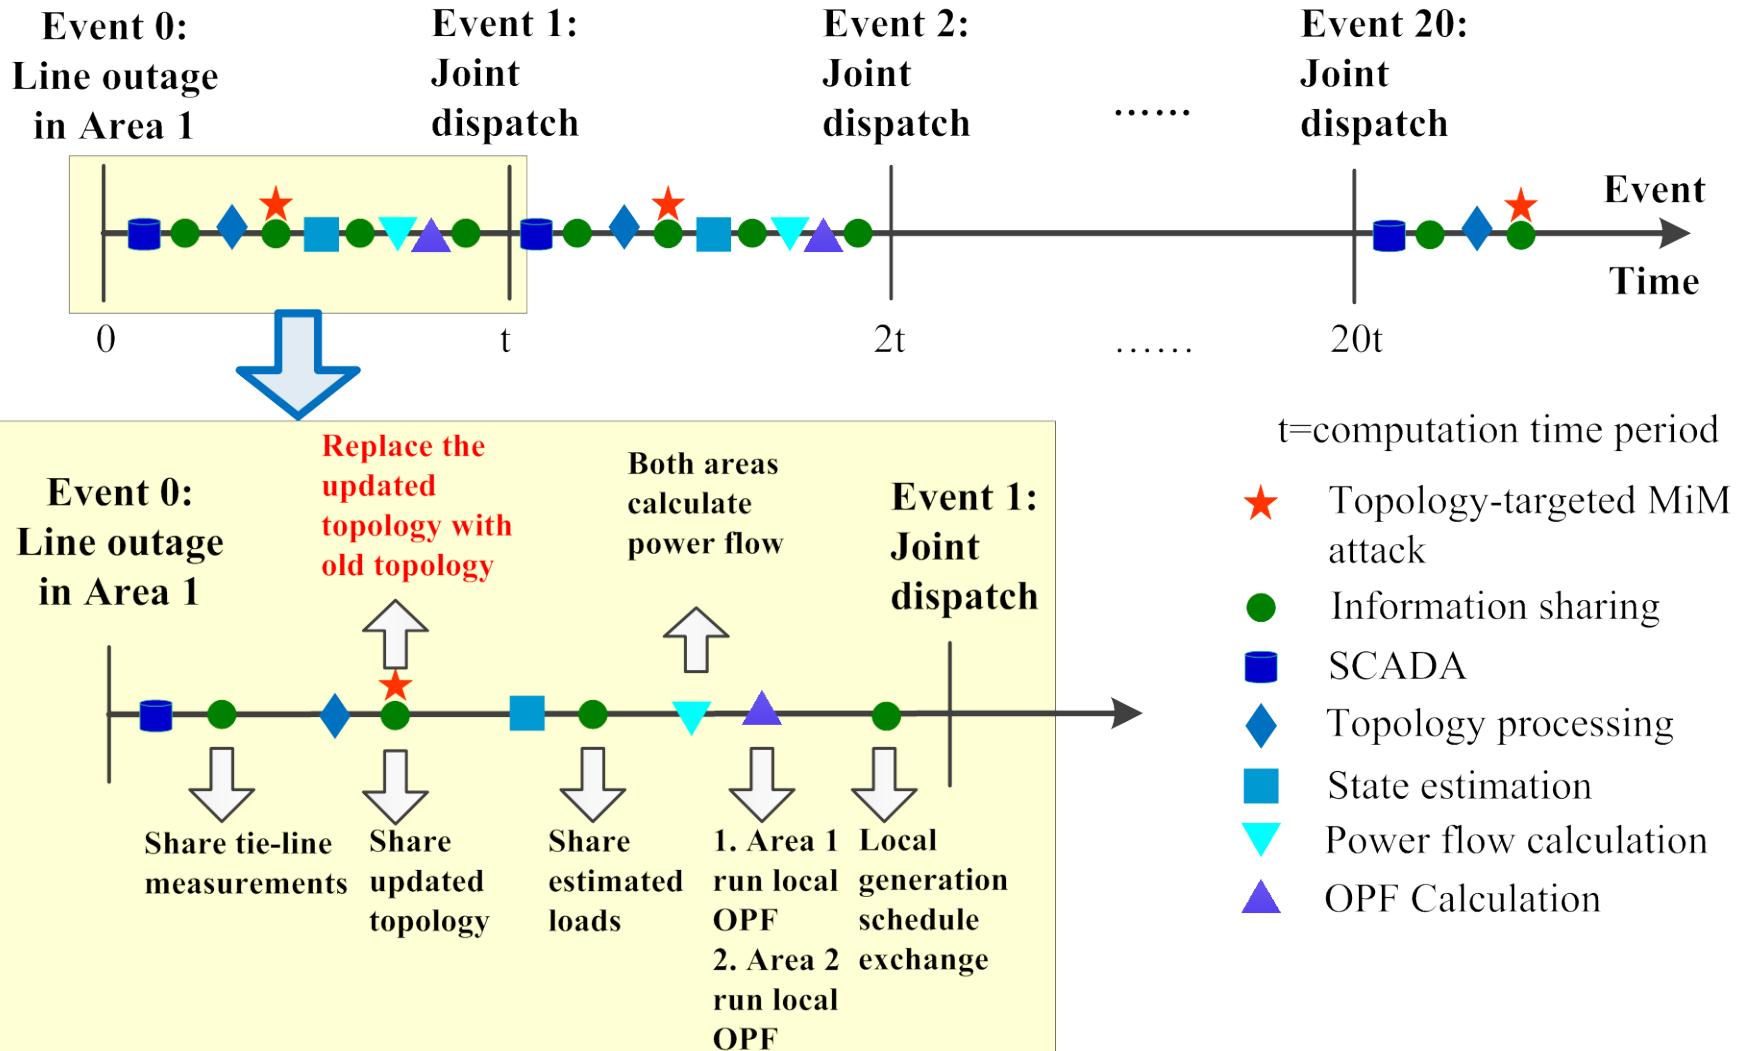 Event 0:
Line outage
in Area 1
Event 1:
Joint
dispatch
Event 2:
Joint
dispatch
......
Event 20:
Joint
dispatch
Event
Time
0
t
2t
......
20t
Replace the
updated
topology with
old topology
Both areas
calculate
power flow
Event 0:
Line outage
in Area 1
Event 1:
Joint
dispatch
Share tie-line
measurements
Share
updated
topology
Share
estimated
loads
1. Area 1
run local
OPF
2. Area 2
run local
OPF
Local
generation
schedule
exchange
t=computation time period
Topology-targeted MiM
attack
Information sharing
SCADA
Topology processing
State estimation
Power flow calculation
OPF Calculation